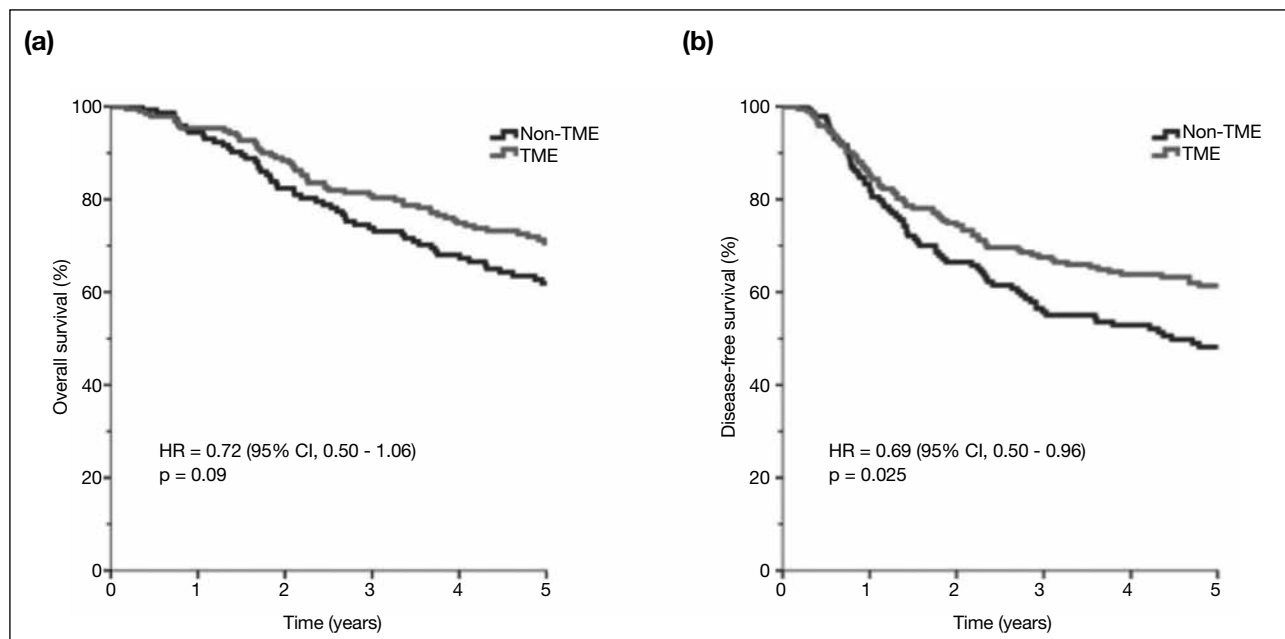 (a)
Overall survival (%)
100
80
60
40
20
0
Non-TME
TME
HR = 0.72 (95% CI, 0.50 - 1.06)
p = 0.09
0 1 2 3 4 5
Time (years)
(b)
Disease-free survival (%)
100
80
60
40
20
0
Non-TME
TME
HR = 0.69 (95% CI, 0.50 - 0.96)
p = 0.025
0 1 2 3 4 5
Time (years)